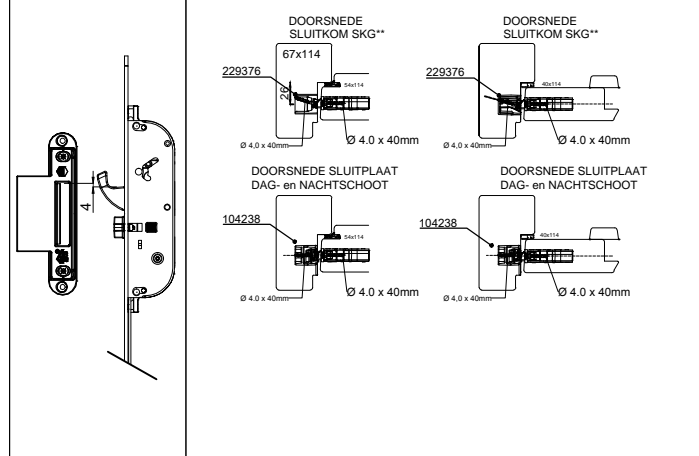 4
DOORSNEDE
SLUITKOM SKG**
67x114
229376
54x114
26
Ø 4,0 x 40mm
Ø 4.0 x 40mm
DOORSNEDE
SLUITKOM SKG**
229376
40x114
Ø 4,0 x 40mm
Ø 4.0 x 40mm
DOORSNEDE SLUITPLAAT
DAG- en NACHTSCHOOT
104238
54x114
Ø 4.0 x 40mm
Ø 4.0 x 40mm
DOORSNEDE SLUITPLAAT
DAG- en NACHTSCHOOT
104238
40x114
Ø 4,0 x 40mm
Ø 4.0 x 40mm